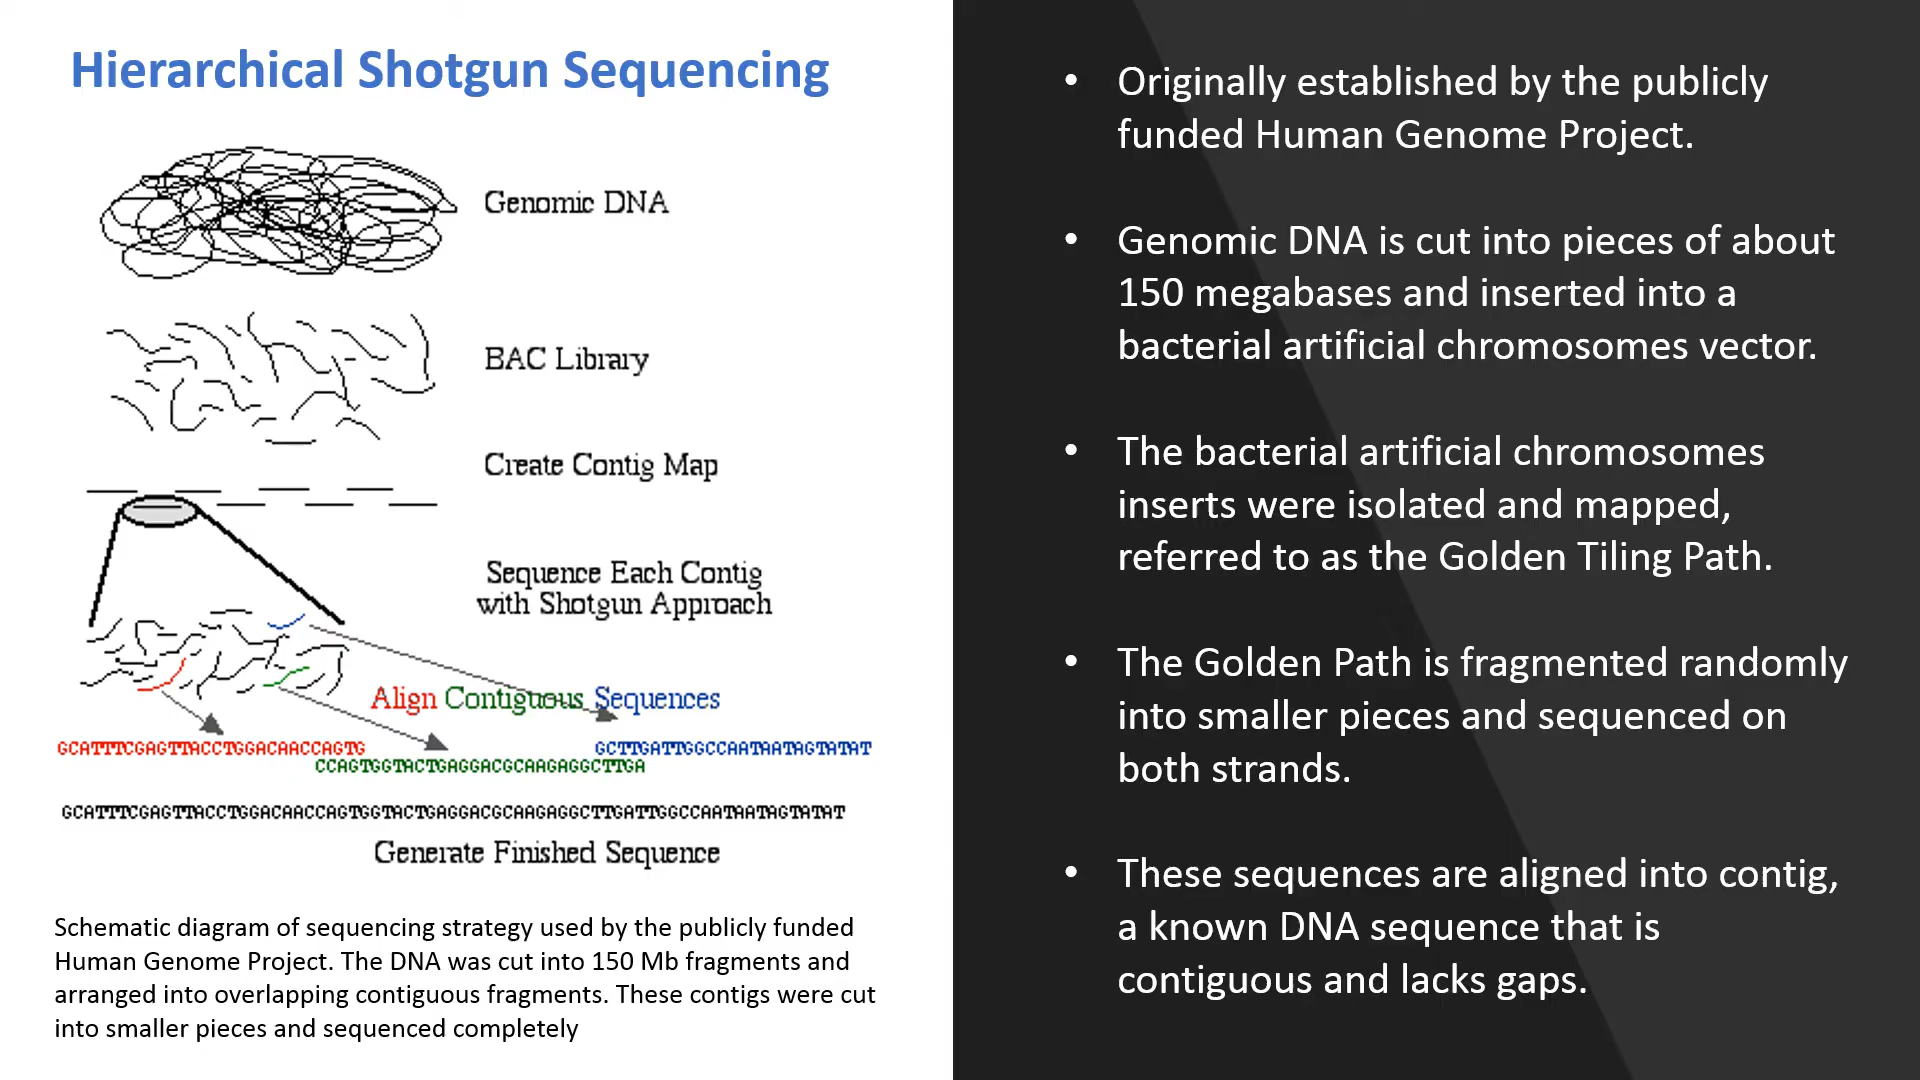 Hierarchical Shotgun Sequencing
Genomic DNA
BAC Library
Create Contig Map
Sequence Each Contig
with Shotgun Approach
Align Contiguous Sequences
GCATTTCGAGTTACCTGGACAACCAGTG
GCTTGATTGGCCAATAATAGTATAT
CCAGTGGTACTGAGGACGCAAGAGGCTTGA
GCATTTCGAGTTACCTGGACAACCAGTGGTACTGAGGACGCAAGAGGCTTGATTGGCCAATAATAGTATAT
Generate Finished Sequence
Schematic diagram of sequencing strategy used by the publicly funded
Human Genome Project. The DNA was cut into 150 Mb fragments and
arranged into overlapping contiguous fragments. These contigs were cut
into smaller pieces and sequenced completely
• Originally established by the publicly
funded Human Genome Project.
• Genomic DNA is cut into pieces of about
150 megabases and inserted into a
bacterial artificial chromosomes vector.
• The bacterial artificial chromosomes
inserts were isolated and mapped,
referred to as the Golden Tiling Path.
• The Golden Path is fragmented randomly
into smaller pieces and sequenced on
both strands.
• These sequences are aligned into contig,
a known DNA sequence that is
contiguous and lacks gaps.